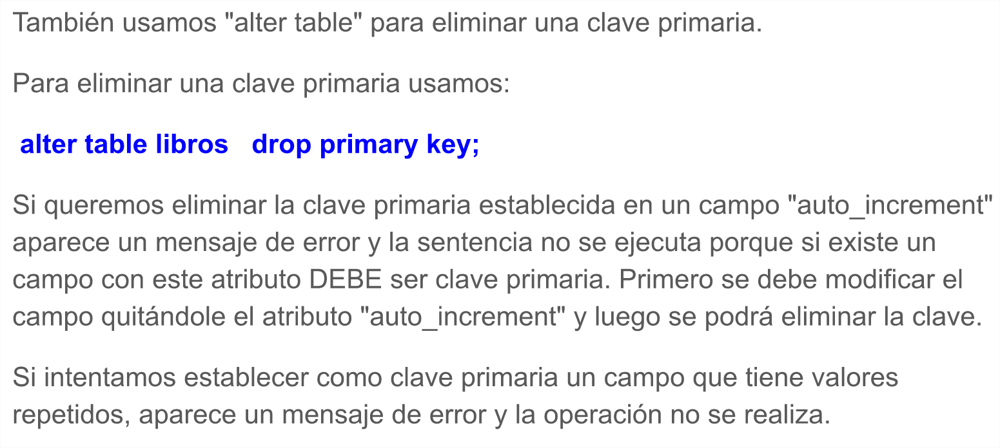 También usamos "alter table" para eliminar una clave primaria.
Para eliminar una clave primaria usamos:
alter table libros   drop primary key;
Si queremos eliminar la clave primaria establecida en un campo "auto_increment"
aparece un mensaje de error y la sentencia no se ejecuta porque si existe un
campo con este atributo DEBE ser clave primaria. Primero se debe modificar el
campo quitándole el atributo "auto_increment" y luego se podrá eliminar la clave.
Si intentamos establecer como clave primaria un campo que tiene valores
repetidos, aparece un mensaje de error y la operación no se realiza.